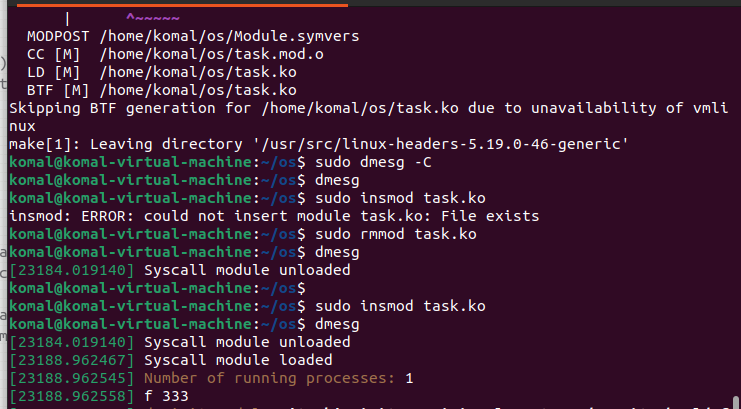 |      ^~~~~~
MODPOST /home/komal/os/Module.symvers
CC [M]  /home/komal/os/task.mod.o
LD [M]  /home/komal/os/task.ko
BTF [M] /home/komal/os/task.ko
Skipping BTF generation for /home/komal/os/task.ko due to unavailability of vmli
nux
make[1]: Leaving directory '/usr/src/linux-headers-5.19.0-46-generic'
komal@komal-virtual-machine:~/os$ sudo dmesg -C
komal@komal-virtual-machine:~/os$ dmesg
komal@komal-virtual-machine:~/os$ sudo insmod task.ko
insmod: ERROR: could not insert module task.ko: File exists
komal@komal-virtual-machine:~/os$ sudo rmmod task.ko
komal@komal-virtual-machine:~/os$ dmesg
[23184.019140] Syscall module unloaded
komal@komal-virtual-machine:~/os$
komal@komal-virtual-machine:~/os$ sudo insmod task.ko
komal@komal-virtual-machine:~/os$ dmesg
[23184.019140] Syscall module unloaded
[23188.962467] Syscall module loaded
[23188.962545] Number of running processes: 1
[23188.962558] f 333